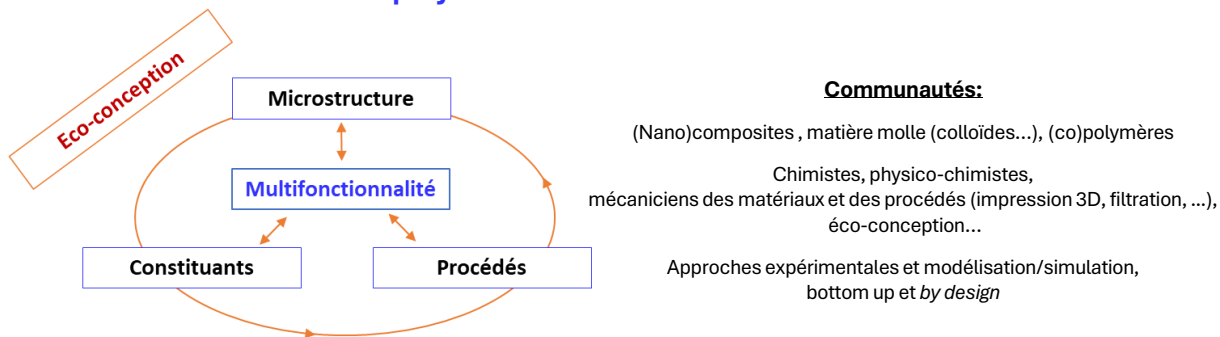 Eco-conception
Microstructure
Multifonctionnalité
Constituants
Procédés
Communautés:
(Nano)composites , matière molle (colloïdes...), (co)polymères
Chimistes, physico-chimistes,
mécaniciens des matériaux et des procédés (impression 3D, filtration, ...),
éco-conception...
Approches expérimentales et modélisation/simulation,
bottom up et by design